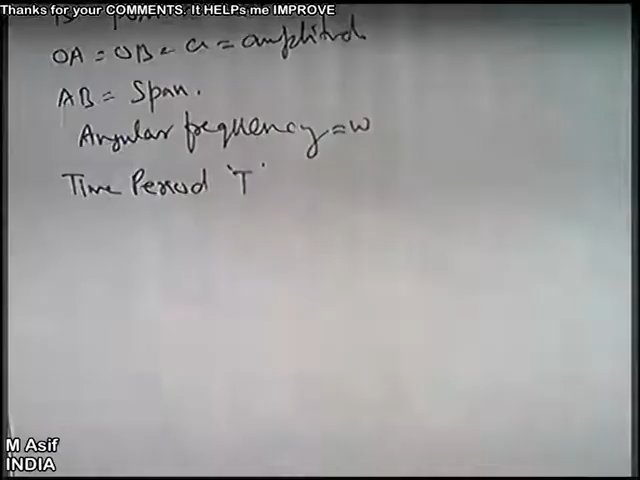 Thanks for your COMMENTS. It HELPs me IMPROVE
OA = OB = a = amplitude
AB = Span.
Angular frequency = w
Time Period 'T'
M Asif
INDIA